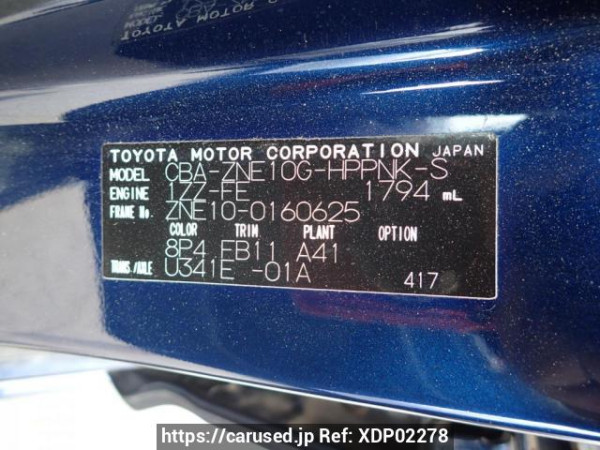 TOYOTA MOTOR CORPORATION JAPAN
MODEL CBA-ZNE10G-HPPNK-S
ENGINE 1ZZ-FE 1794 mL
FRAME No. ZNE10-0160625
COLOR TRIM PLANT OPTION
8P4 FB11 A41
TRANS./AXLE U341E -01A 417
https://carused.jp Ref: XDP02278